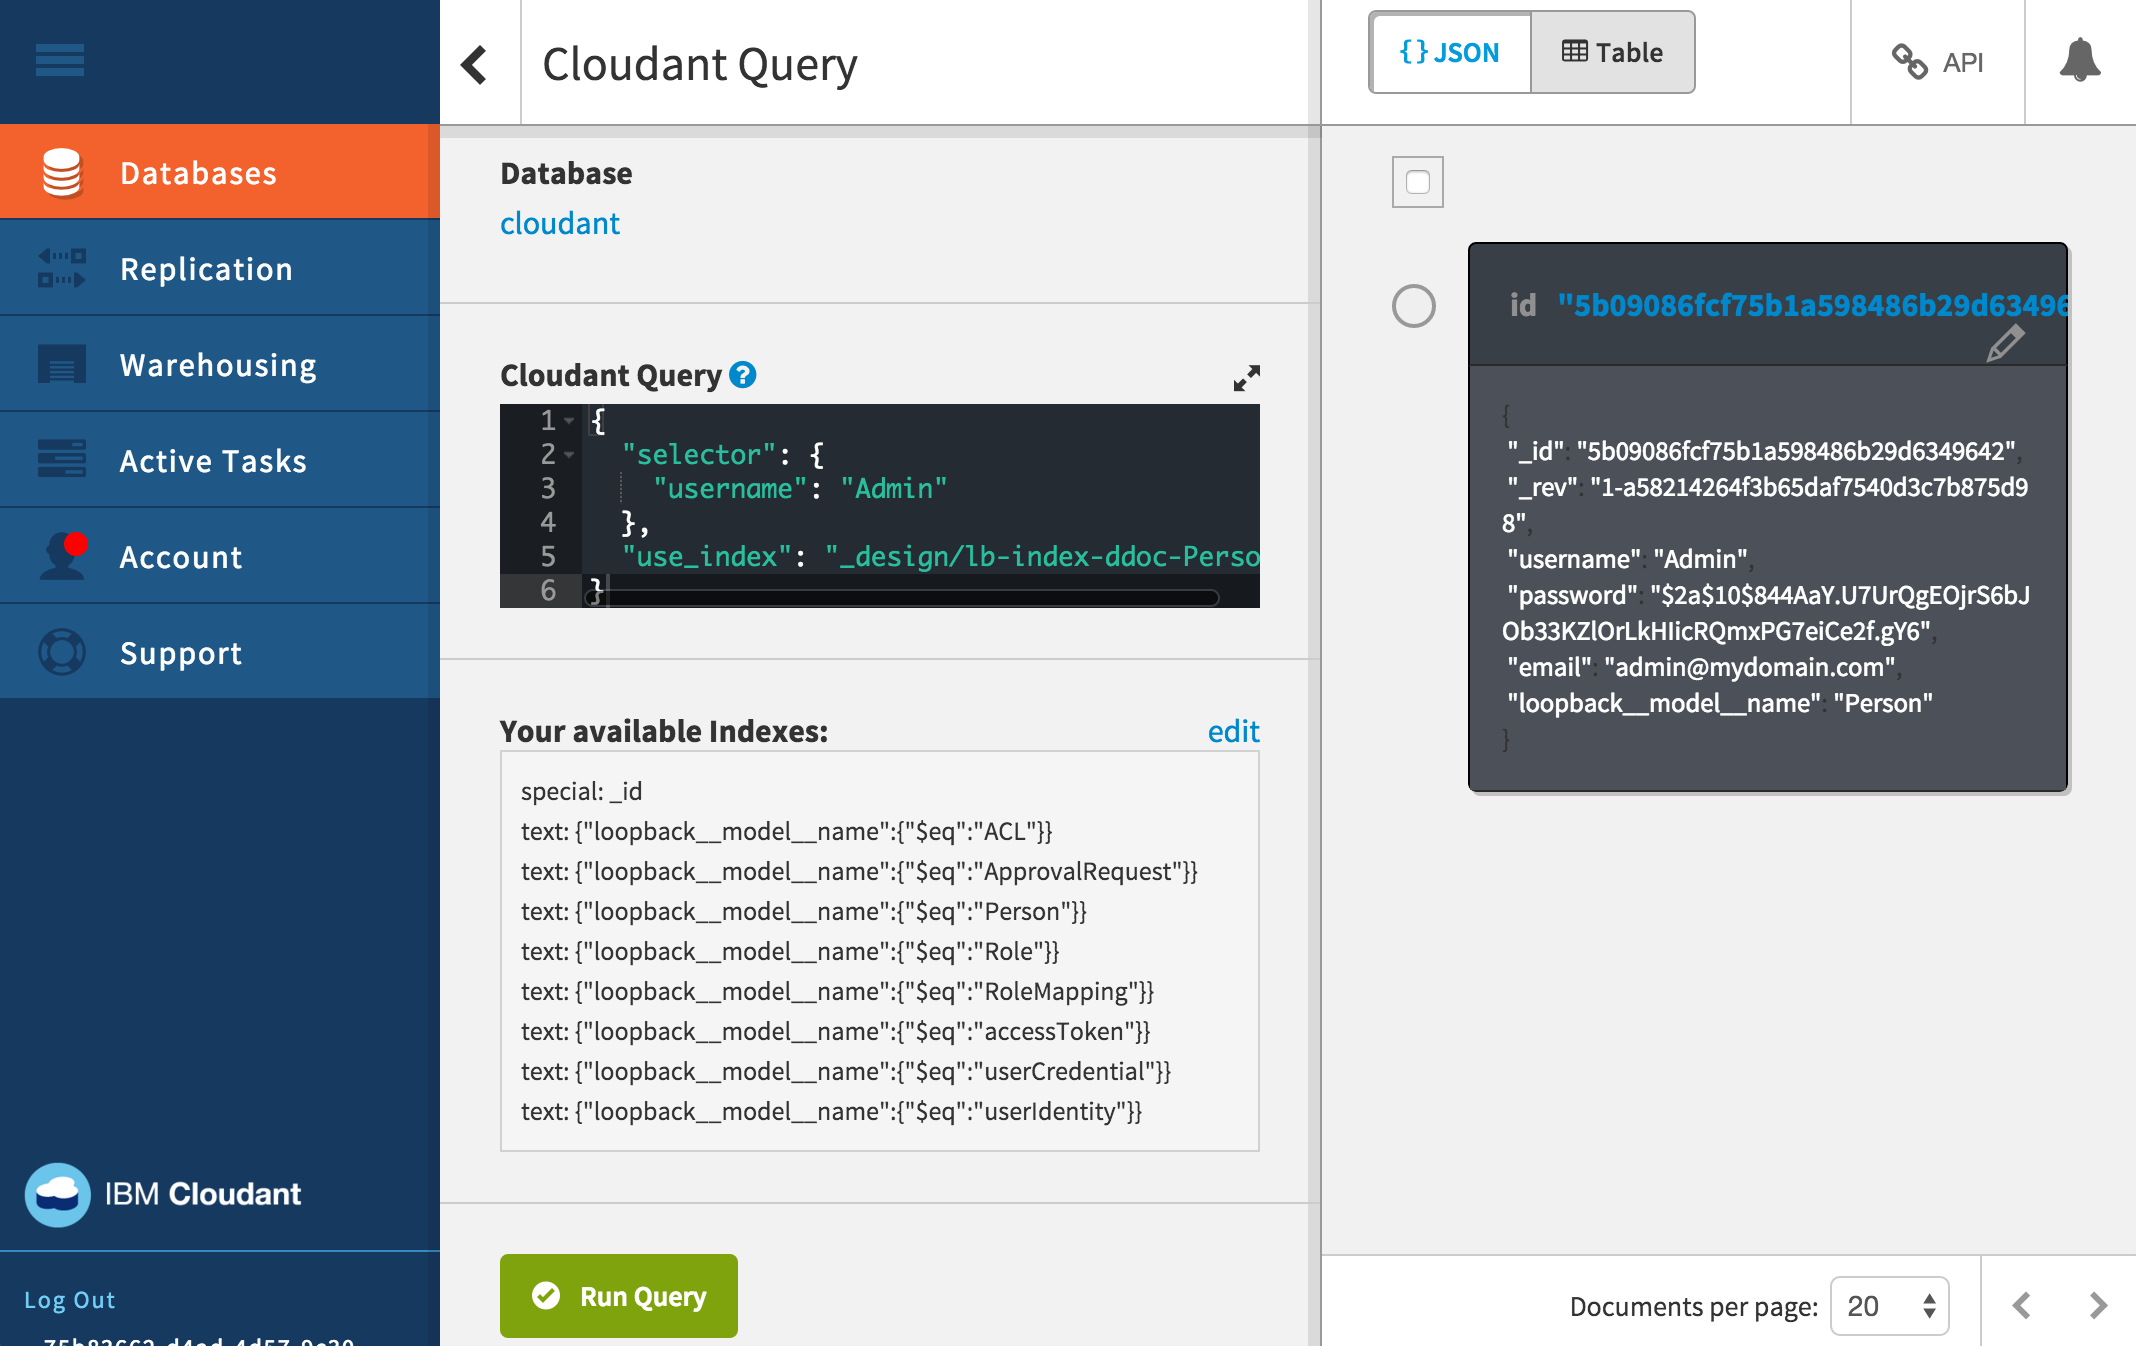 Databases
Replication
Warehousing
Active Tasks
Account
Support
IBM Cloudant
Log Out
Cloudant Query
Database
cloudant
Cloudant Query ?
1 {
2 "selector": {
3 "username": "Admin"
4 },
5 "use_index": "_design/lb-index-ddoc-Perso
6 }
Your available Indexes:
edit
special: _id
text: {"loopback__model__name":{"$eq":"ACL"}}
text: {"loopback__model__name":{"$eq":"ApprovalRequest"}}
text: {"loopback__model__name":{"$eq":"Person"}}
text: {"loopback__model__name":{"$eq":"Role"}}
text: {"loopback__model__name":{"$eq":"RoleMapping"}}
text: {"loopback__model__name":{"$eq":"accessToken"}}
text: {"loopback__model__name":{"$eq":"userCredential"}}
text: {"loopback__model__name":{"$eq":"userIdentity"}}
Run Query
{} JSON
Table
API
id "5b09086fcf75b1a598486b29d63496
{
"_id": "5b09086fcf75b1a598486b29d6349642",
"_rev": "1-a58214264f3b65daf7540d3c7b875d9
8",
"username": "Admin",
"password": "$2a$10$844AaY.U7UrQgEOjrS6bJ
Ob33KZlOrLkHIicRQmxPG7eiCe2f.gY6",
"email": "admin@mydomain.com",
"loopback__model__name": "Person"
}
Documents per page: 20